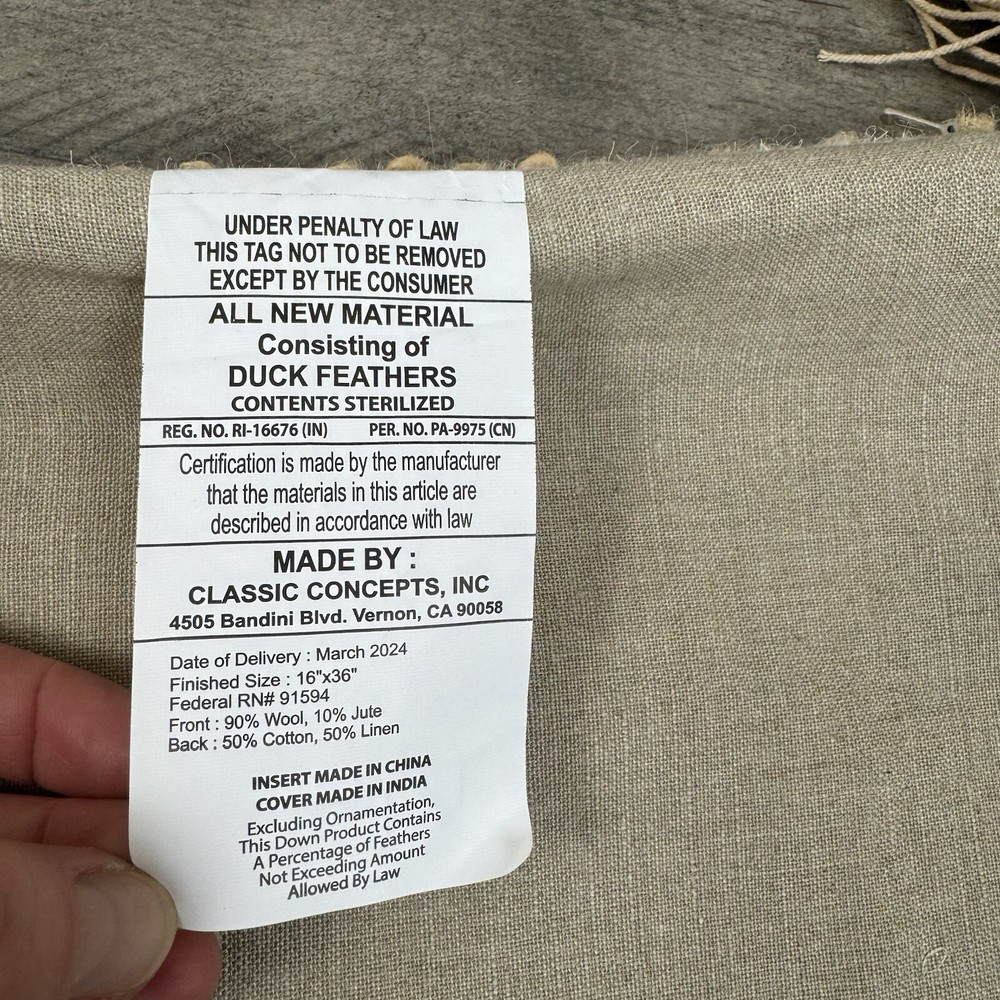 UNDER PENALTY OF LAW
THIS TAG NOT TO BE REMOVED
EXCEPT BY THE CONSUMER
ALL NEW MATERIAL
Consisting of
DUCK FEATHERS
CONTENTS STERILIZED
REG. NO. RI-16676 (IN) PER. NO. PA-9975 (CN)
Certification is made by the manufacturer
that the materials in this article are
described in accordance with law
MADE BY :
CLASSIC CONCEPTS, INC
4505 Bandini Blvd. Vernon, CA 90058
Date of Delivery : March 2024
Finished Size : 16"x36"
Federal RN# 91594
Front : 90% Wool, 10% Jute
Back : 50% Cotton, 50% Linen
INSERT MADE IN CHINA
COVER MADE IN INDIA
Excluding Ornamentation,
This Down Product Contains
A Percentage of Feathers
Not Exceeding Amount
Allowed By Law